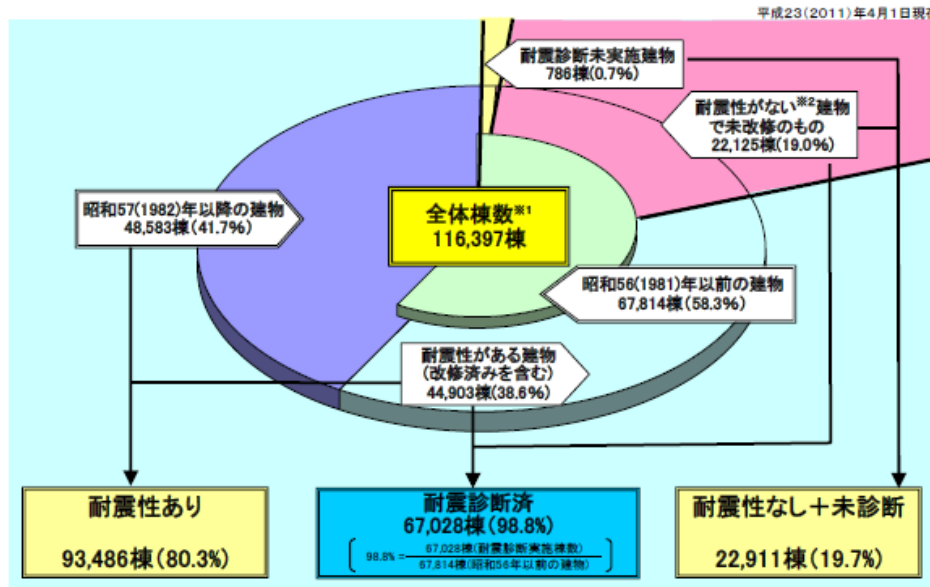 平成23(2011)年4月1日現在
耐震診断未実施建物
786棟(0.7%)
耐震性がない※2建物
で未改修のもの
22,125棟(19.0%)
昭和57(1982)年以降の建物
48,583棟(41.7%)
全体棟数※1
116,397棟
昭和56(1981)年以前の建物
67,814棟(58.3%)
耐震性がある建物
(改修済みを含む)
44,903棟(38.6%)
耐震性あり
93,486棟(80.3%)
耐震診断済
67,028棟(98.8%)
98.8%=67,028棟(耐震診断実施棟数)
67,814棟(昭和56年以前の建物)
耐震性なし+未診断
22,911棟(19.7%)